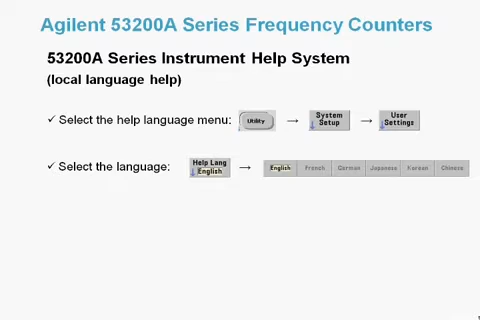 Agilent 53200A Series Frequency Counters
53200A Series Instrument Help System
(local language help)
✓ Select the help language menu: Utility → System Setup → User Settings
✓ Select the language: Help Lang English → English French German Japanese Korean Chinese